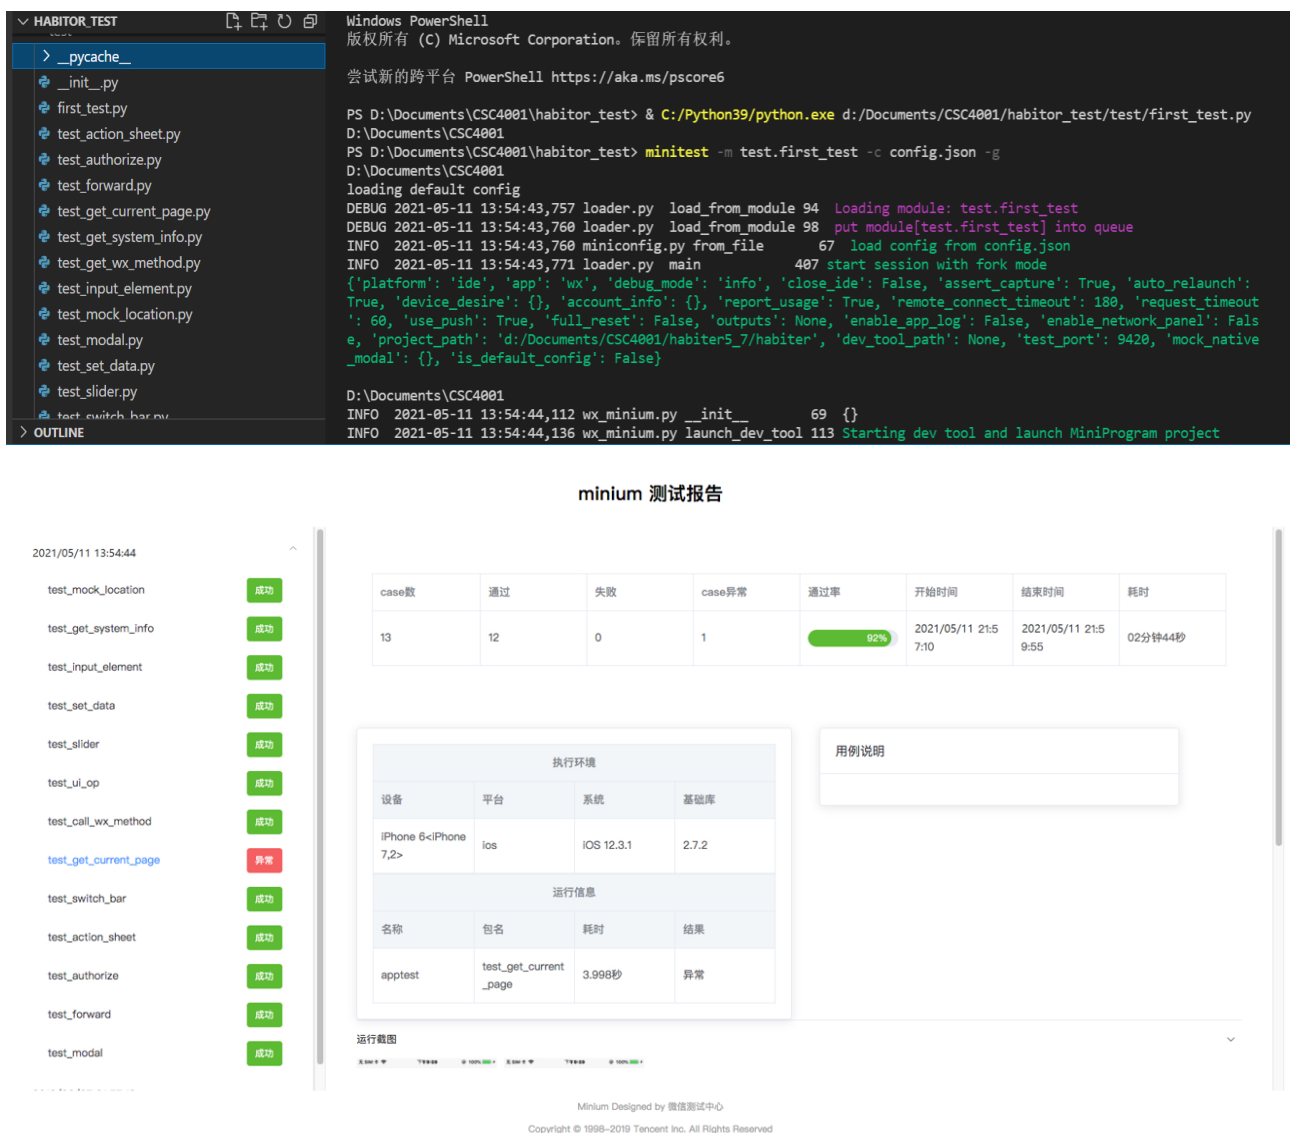 HABITOR_TEST
__pycache__
__init__.py
first_test.py
test_action_sheet.py
test_authorize.py
test_forward.py
test_get_current_page.py
test_get_system_info.py
test_get_wx_method.py
test_input_element.py
test_mock_location.py
test_modal.py
test_set_data.py
test_slider.py
test_switch_bar.py
OUTLINE
Windows PowerShell
版权所有 (C) Microsoft Corporation。保留所有权利。
尝试新的跨平台 PowerShell https://aka.ms/pscore6
PS D:\Documents\CSC4001\habitor_test> & C:/Python39/python.exe d:/Documents/CSC4001/habitor_test/test/first_test.py
D:\Documents\CSC4001
PS D:\Documents\CSC4001\habitor_test> minitest -m test.first_test -c config.json -g
D:\Documents\CSC4001
loading default config
DEBUG 2021-05-11 13:54:43,757 loader.py load_from_module 94 Loading module: test.first_test
DEBUG 2021-05-11 13:54:43,760 loader.py load_from_module 98 put module[test.first_test] into queue
INFO 2021-05-11 13:54:43,760 miniconfig.py from_file 67 load config from config.json
INFO 2021-05-11 13:54:43,771 loader.py main 407 start session with fork mode
{'platform': 'ide', 'app': 'wx', 'debug_mode': 'info', 'close_ide': False, 'assert_capture': True, 'auto_relaunch':
True, 'device_desire': {}, 'account_info': {}, 'report_usage': True, 'remote_connect_timeout': 180, 'request_timeout
': 60, 'use_push': True, 'full_reset': False, 'outputs': None, 'enable_app_log': False, 'enable_network_panel': Fals
e, 'project_path': 'd:/Documents/CSC4001/habiter5_7/habiter', 'dev_tool_path': None, 'test_port': 9420, 'mock_native
_modal': {}, 'is_default_config': False}
D:\Documents\CSC4001
INFO 2021-05-11 13:54:44,112 wx_minium.py __init__ 69 {}
INFO 2021-05-11 13:54:44,136 wx_minium.py launch_dev_tool 113 Starting dev tool and launch MiniProgram project
minium 测试报告
2021/05/11 13:54:44
test_mock_location 成功
test_get_system_info 成功
test_input_element 成功
test_set_data 成功
test_slider 成功
test_ui_op 成功
test_call_wx_method 成功
test_get_current_page 异常
test_switch_bar 成功
test_action_sheet 成功
test_authorize 成功
test_forward 成功
test_modal 成功
case数 通过 失败 case异常 通过率 开始时间 结束时间 耗时
13 12 0 1 92% 2021/05/11 21:5 2021/05/11 21:5 02分钟44秒
7:10 9:55
执行环境
设备 平台 系统 基础库
iPhone 6<iPhone ios iOS 12.3.1 2.7.2
7,2>
运行信息
名称 包名 耗时 结果
apptest test_get_current 3.998秒 异常
_page
用例说明
运行截图
Minium Designed by 微信测试中心
Copyright © 1998-2019 Tencent Inc. All Rights Reserved